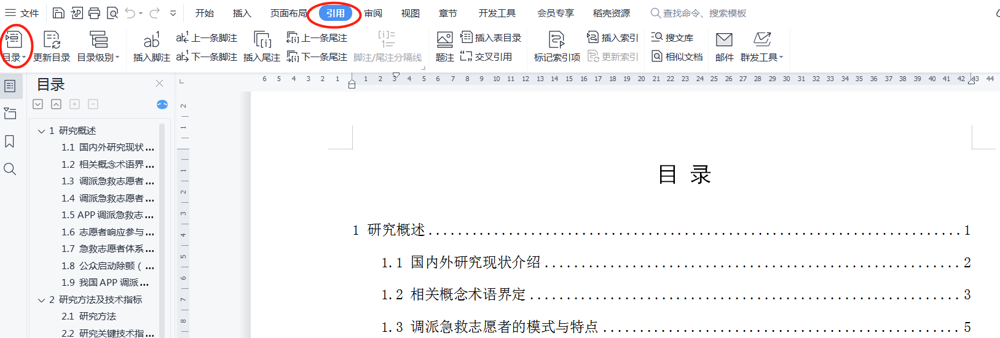 文件 开始 插入 页面布局 引用 审阅 视图 章节 开发工具 会员专享 稻壳资源 查找命令、搜索模板
ab¹ ab 上一条脚注 [i] 上一条尾注 [i] 插入表目录 插入索引 搜文库
目录 更新目录 目录级别 插入脚注 下一条脚注 插入尾注 下一条尾注 脚注/尾注分隔线 题注 交叉引用 标记索引项 更新索引 相似文档 邮件 群发工具
目录
6 5 4 3 2 1 1 2 3 4 5 6 7 8 9 10 11 12 13 14 15 16 17 18 19 20 21 22 23 24 25 26 27 28 29 30 31 32 33 34 35 36 37 38 39 40 41 42 43 44
2
1
1
2
3
4
5
6
7
8
1 研究概述
1.1 国内外研究现状...
1.2 相关概念术语界...
1.3 调派急救志愿者...
1.4 调派急救志愿者...
1.5 APP 调派急救志...
1.6 志愿者响应参与...
1.7 急救志愿者体系...
1.8 公众启动除颤（...
1.9 我国 APP 调派...
2 研究方法及技术指标
2.1 研究方法
2.2 研究关键技术指...
目 录
1 研究概述........................................................................1
1.1 国内外研究现状介绍........................................................2
1.2 相关概念术语界定..........................................................3
1.3 调派急救志愿者的模式与特点................................................5